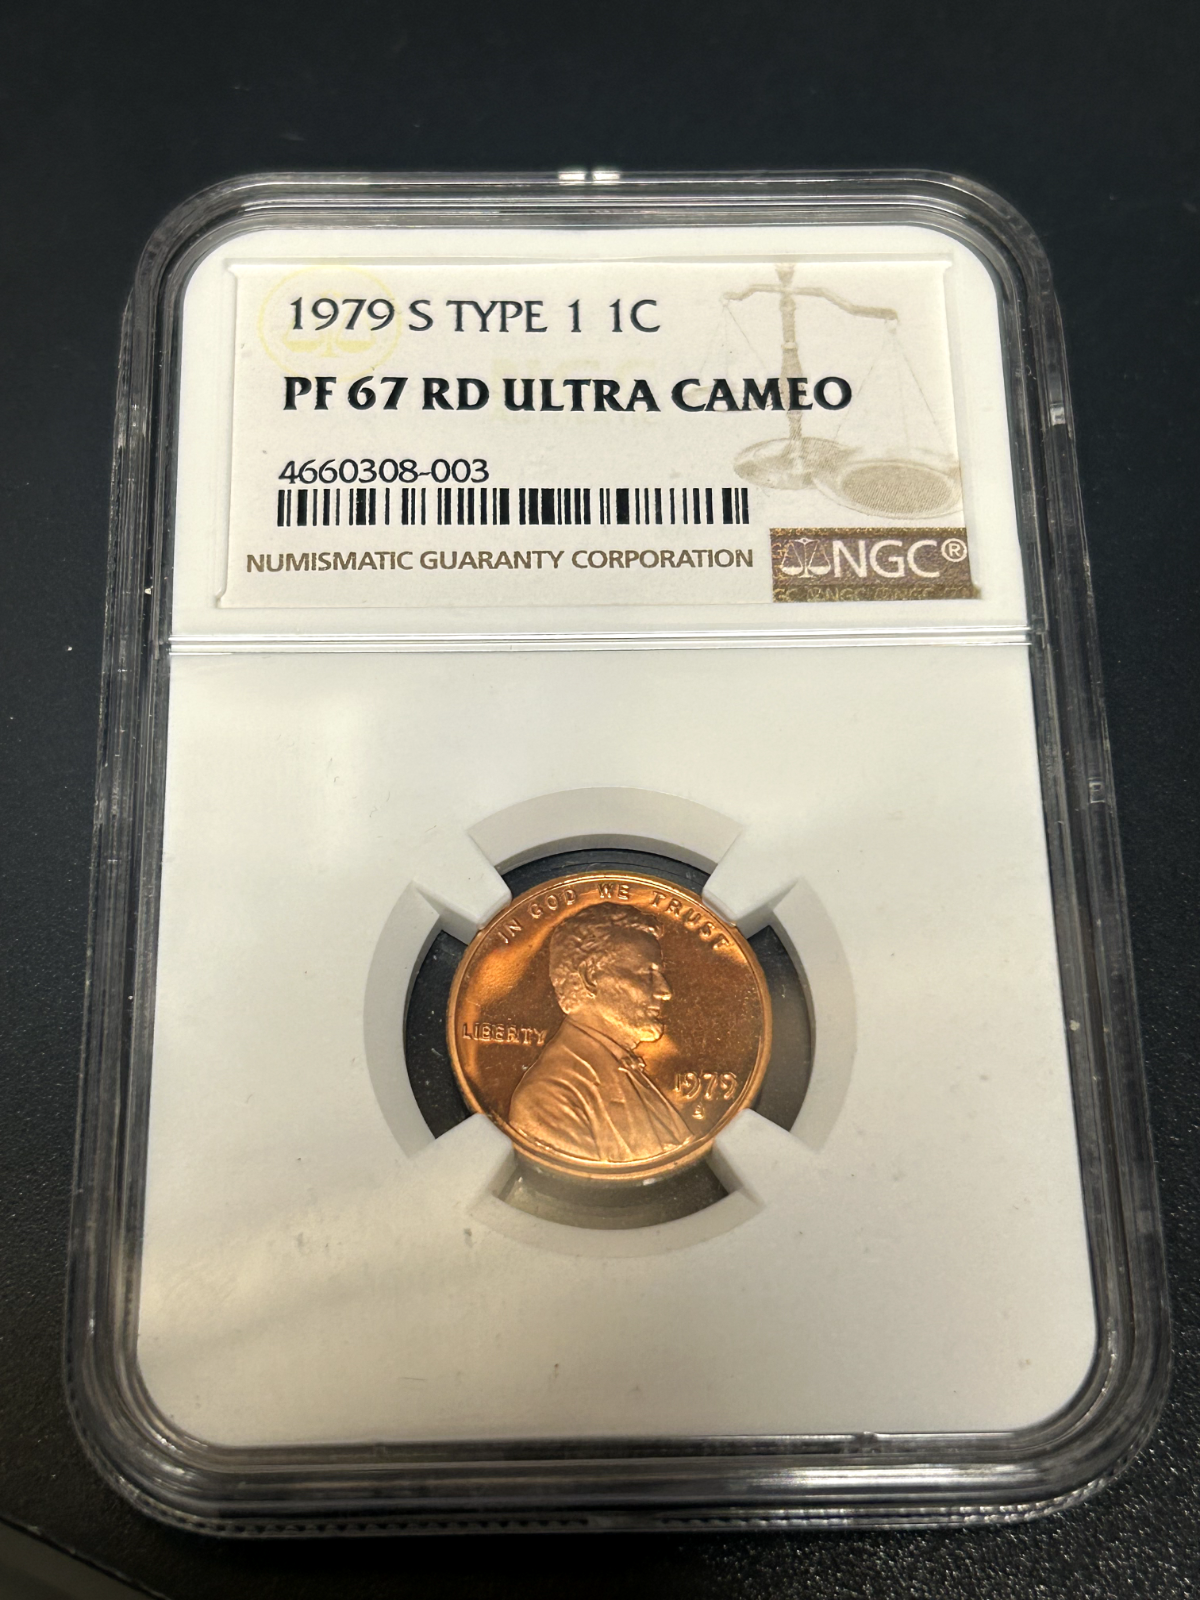 1979 S TYPE 1 1C
PF 67 RD ULTRA CAMEO
4660308-003
NUMISMATIC GUARANTY CORPORATION
NGC®
IN GOD WE TRUST
LIBERTY
1979
S